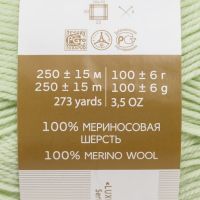 250 ± 15 м 100 ± 6 г
250 ± 15 m 100 ± 6 g
273 yards 3,5 OZ
100% МЕРИНОСОВАЯ
ШЕРСТЬ
100% MERINO WOOL